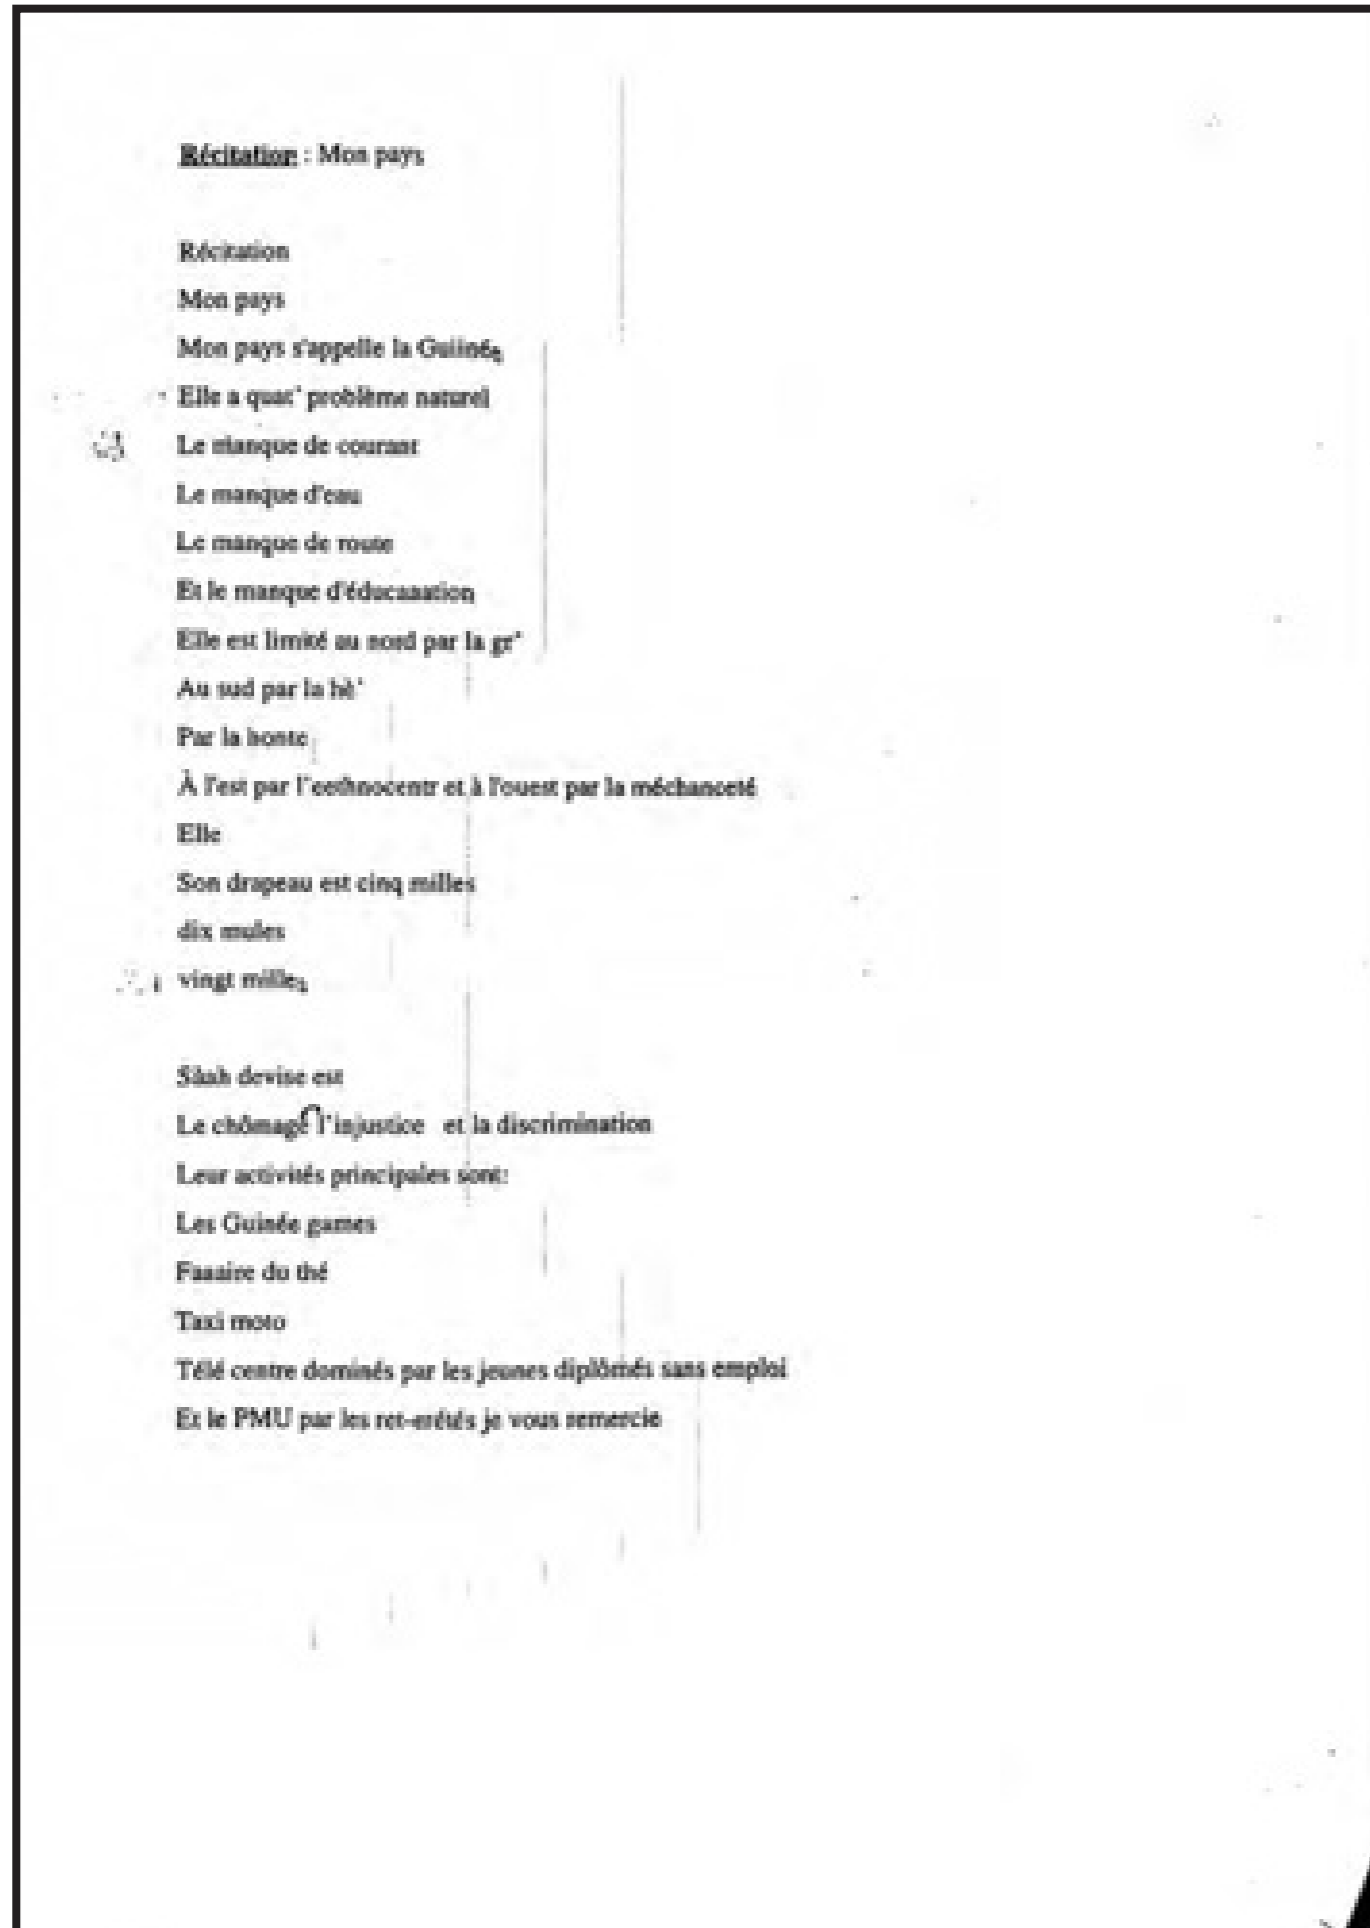 Récitation : Mon pays
Récitation
Mon pays
Mon pays s'appelle la Guiinée
Elle a quat' problème naturel
Le manque de courant
Le manque d'eau
Le manque de route
Et le manque d'éducaaation
Elle est limité au nord par la gr'
Au sud par la hè'
Par la honte
À l'est par l'eethnocentr et à l'ouest par la méchanceté
Elle
Son drapeau est cinq milles
dix mules
vingt milles
Sàah devise est
Le chômage l'injustice et la discrimination
Leur activités principales sont:
Les Guinée games
Faaaire du thé
Taxi moto
Télé centre dominés par les jeunes diplômés sans emploi
Et le PMU par les ret-erétés je vous remercie